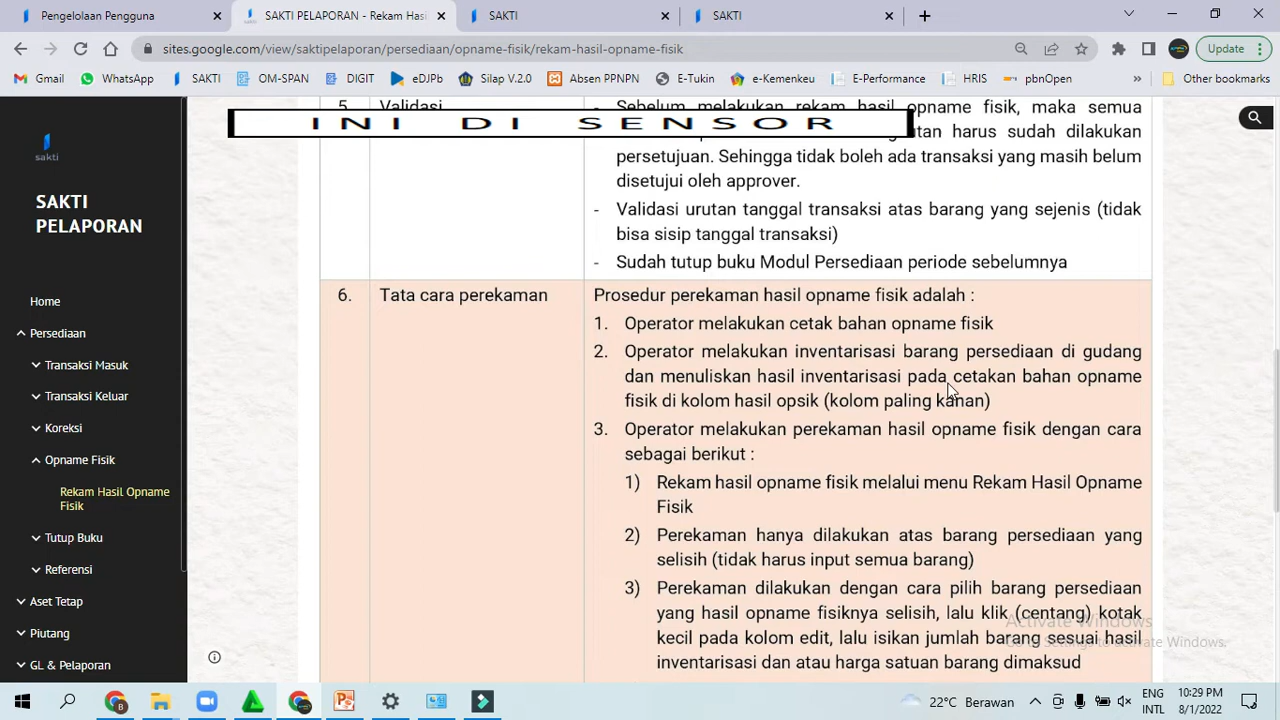 Pengelolaan Pengguna
SAKTI PELAPORAN - Rekam Hasi
SAKTI
SAKTI
sites.google.com/view/saktipelaporan/persediaan/opname-fisik/rekam-hasil-opname-fisik
Update
Gmail
WhatsApp
SAKTI
OM-SPAN
DIGIT
eDJPb
Silap V.2.0
Absen PPNPN
E-Tukin
e-Kemenkeu
E-Performance
HRIS
pbnOpen
Other bookmarks
sakti
SAKTI
PELAPORAN
Home
Persediaan
Transaksi Masuk
Transaksi Keluar
Koreksi
Opname Fisik
Rekam Hasil Opname
Fisik
Tutup Buku
Referensi
Aset Tetap
Piutang
GL & Pelaporan
INI DI SENSOR
5. Validasi
- Sebelum melakukan rekam hasil opname fisik, maka semua
harus sudah dilakukan
persetujuan. Sehingga tidak boleh ada transaksi yang masih belum
disetujui oleh approver.
- Validasi urutan tanggal transaksi atas barang yang sejenis (tidak
bisa sisip tanggal transaksi)
- Sudah tutup buku Modul Persediaan periode sebelumnya
6. Tata cara perekaman
Prosedur perekaman hasil opname fisik adalah :
1. Operator melakukan cetak bahan opname fisik
2. Operator melakukan inventarisasi barang persediaan di gudang
dan menuliskan hasil inventarisasi pada cetakan bahan opname
fisik di kolom hasil opsik (kolom paling kanan)
3. Operator melakukan perekaman hasil opname fisik dengan cara
sebagai berikut :
1) Rekam hasil opname fisik melalui menu Rekam Hasil Opname
Fisik
2) Perekaman hanya dilakukan atas barang persediaan yang
selisih (tidak harus input semua barang)
3) Perekaman dilakukan dengan cara pilih barang persediaan
yang hasil opname fisiknya selisih, lalu klik (centang) kotak
kecil pada kolom edit, lalu isikan jumlah barang sesuai hasil
inventarisasi dan atau harga satuan barang dimaksud
Activate Windows
Go to Settings to activate Windows.
22°C Berawan
ENG
INTL
10:29 PM
8/1/2022